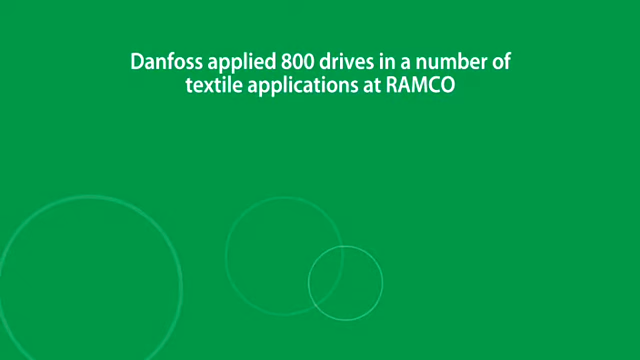 Danfoss applied 800 drives in a number of
textile applications at RAMCO